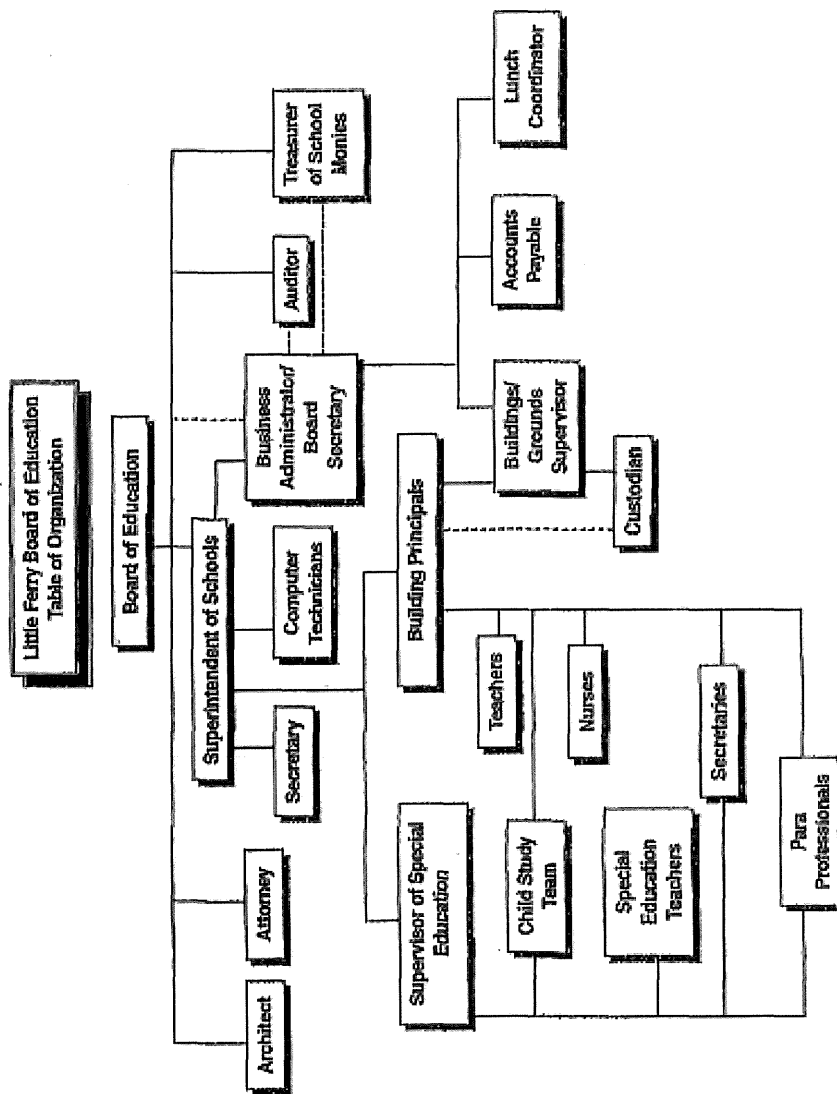 Little Ferry Board of Education
Table of Organization
Board of Education
Architect
Attorney
Superintendent of Schools
Auditor
Treasurer
of School
Monies
Secretary
Computer
Technicians
Business
Administrator/
Board
Secretary
Supervisor of Special
Education
Building Principals
Buildings/
Grounds
Supervisor
Accounts
Payable
Lunch
Coordinator
Teachers
Child Study
Team
Nurses
Custodian
Special
Education
Teachers
Secretaries
Para
Professionals